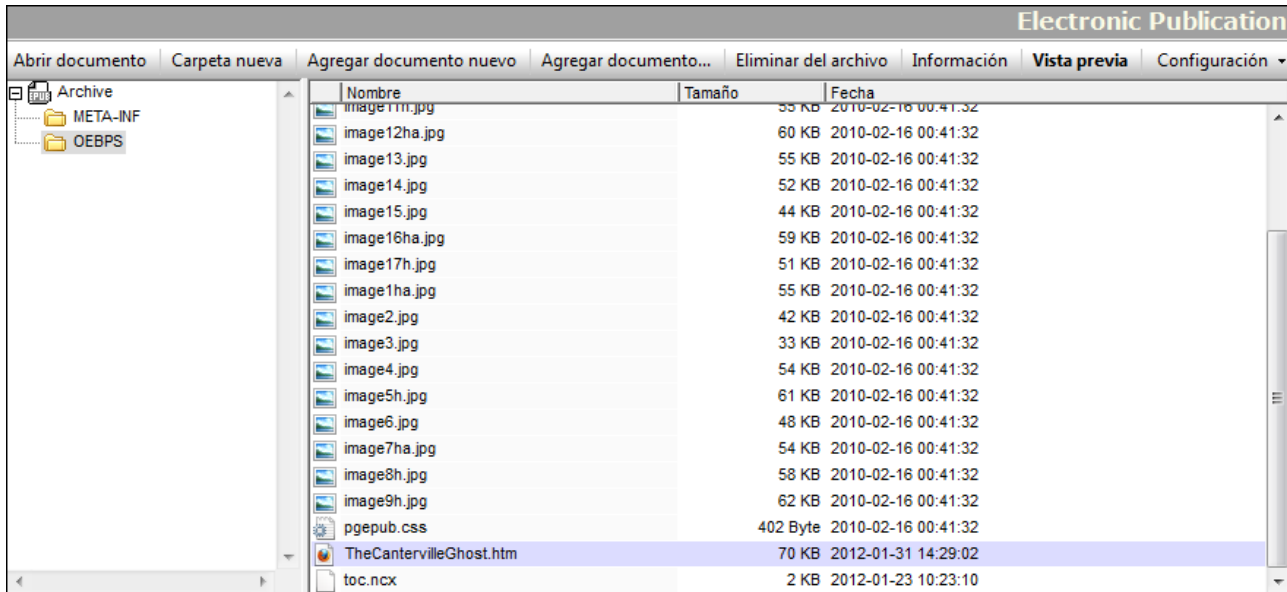 Electronic Publication
Abrir documento Carpeta nueva Agregar documento nuevo Agregar documento... Eliminar del archivo Información Vista previa Configuración
Archive
META-INF
OEBPS
Nombre Tamaño Fecha
55 KB 2010-02-16 00:41:32
image12ha.jpg 60 KB 2010-02-16 00:41:32
image13.jpg 55 KB 2010-02-16 00:41:32
image14.jpg 52 KB 2010-02-16 00:41:32
image15.jpg 44 KB 2010-02-16 00:41:32
image16ha.jpg 59 KB 2010-02-16 00:41:32
image17h.jpg 51 KB 2010-02-16 00:41:32
image1ha.jpg 55 KB 2010-02-16 00:41:32
image2.jpg 42 KB 2010-02-16 00:41:32
image3.jpg 33 KB 2010-02-16 00:41:32
image4.jpg 54 KB 2010-02-16 00:41:32
image5h.jpg 61 KB 2010-02-16 00:41:32
image6.jpg 48 KB 2010-02-16 00:41:32
image7ha.jpg 54 KB 2010-02-16 00:41:32
image8h.jpg 58 KB 2010-02-16 00:41:32
image9h.jpg 62 KB 2010-02-16 00:41:32
pgepub.css 402 Byte 2010-02-16 00:41:32
TheCantervilleGhost.htm 70 KB 2012-01-31 14:29:02
toc.ncx 2 KB 2012-01-23 10:23:10